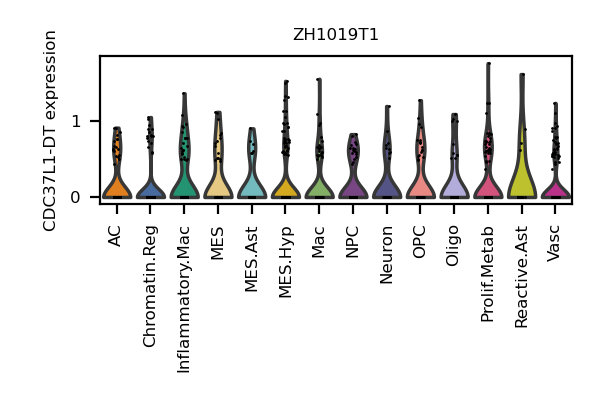 ZH1019T1
CDC37L1-DT expression
1
0
AC
Chromatin.Reg
Inflammatory.Mac
MES
MES.Ast
MES.Hyp
Mac
NPC
Neuron
OPC
Oligo
Prolif.Metab
Reactive.Ast
Vasc